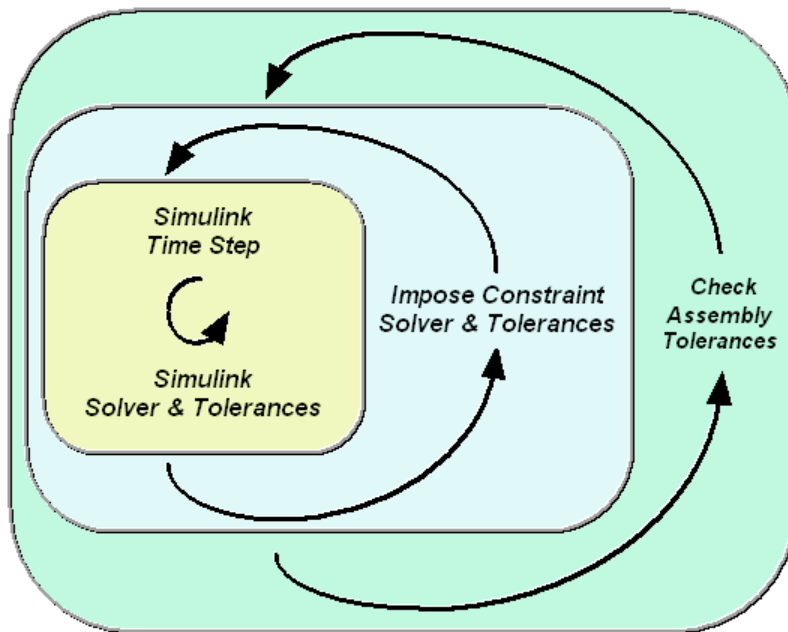 Simulink
Time Step
Simulink
Solver & Tolerances
Impose Constraint
Solver & Tolerances
Check
Assembly
Tolerances